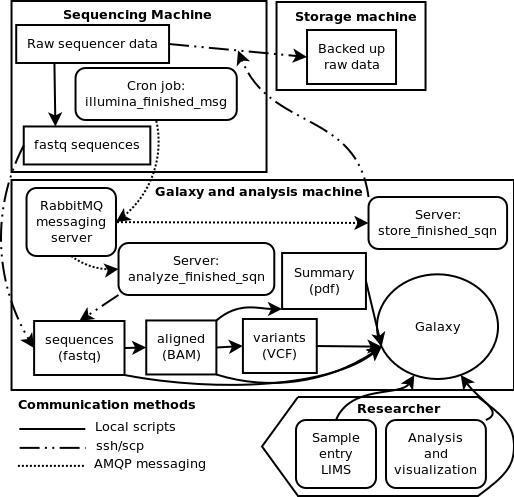 Sequencing Machine
Raw sequencer data
Cron job:
illumina_finished_msg
fastq sequences
Storage machine
Backed up
raw data
Galaxy and analysis machine
RabbitMQ
messaging
server
Server:
store_finished_sqn
Server:
analyze_finished_sqn
Summary
(pdf)
sequences
(fastq)
aligned
(BAM)
variants
(VCF)
Galaxy
Communication methods
Local scripts
ssh/scp
AMQP messaging
Researcher
Sample
entry
LIMS
Analysis
and
visualization